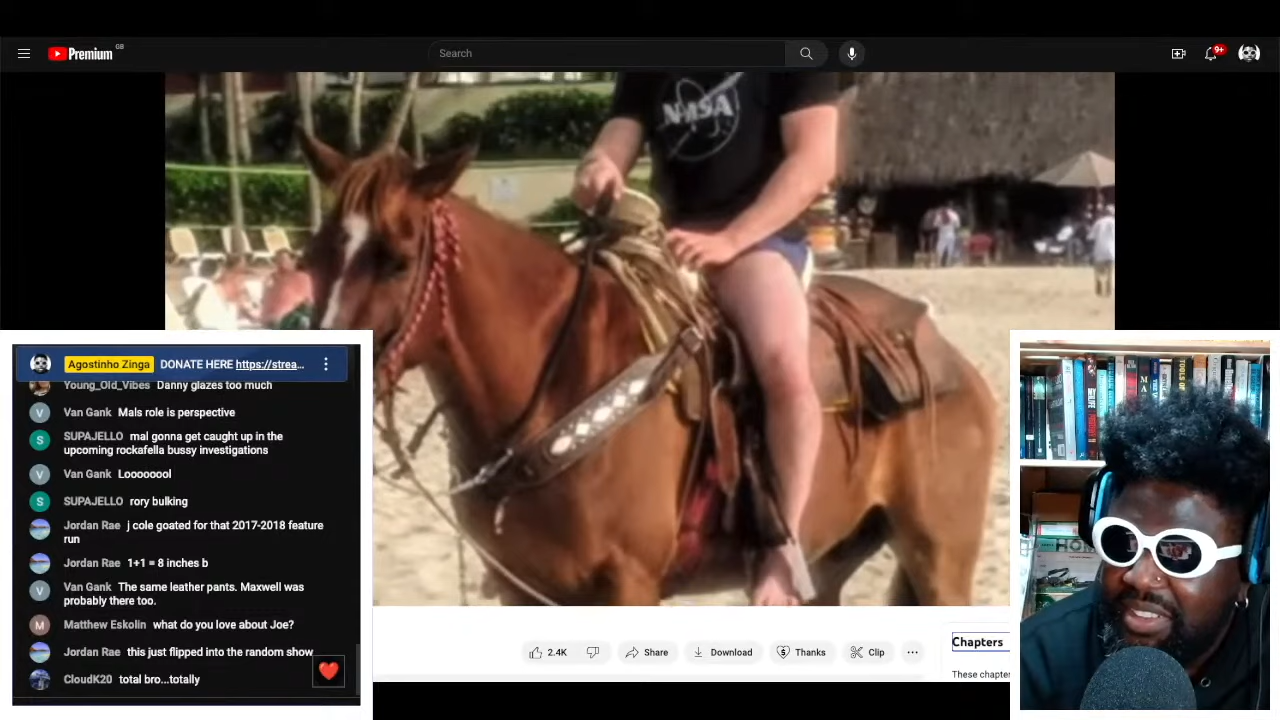 Premium GB
Search
9+
NASA
Agostinho Zinga DONATE HERE https://strea...
Young_Old_Vibes Danny glazes too much
Van Gank Mals role is perspective
SUPAJELLO mal gonna get caught up in the
upcoming rockafella bussy investigations
Van Gank Loooooool
SUPAJELLO rory bulking
Jordan Rae j cole goated for that 2017-2018 feature
run
Jordan Rae 1+1 = 8 inches b
Van Gank The same leather pants. Maxwell was
probably there too.
Matthew Eskolin what do you love about Joe?
Jordan Rae this just flipped into the random show
CloudK20 total bro...totally
2.4K
Share
Download
Thanks
Clip
Chapters
These chapter